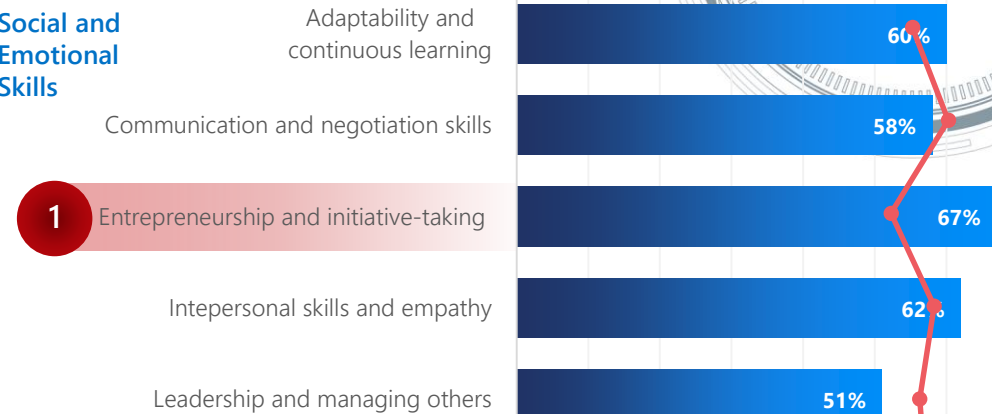 Social and
Emotional
Skills
Adaptability and
continuous learning
60%
Communication and negotiation skills
58%
1
Entrepreneurship and initiative-taking
67%
Intepersonal skills and empathy
62%
Leadership and managing others
51%